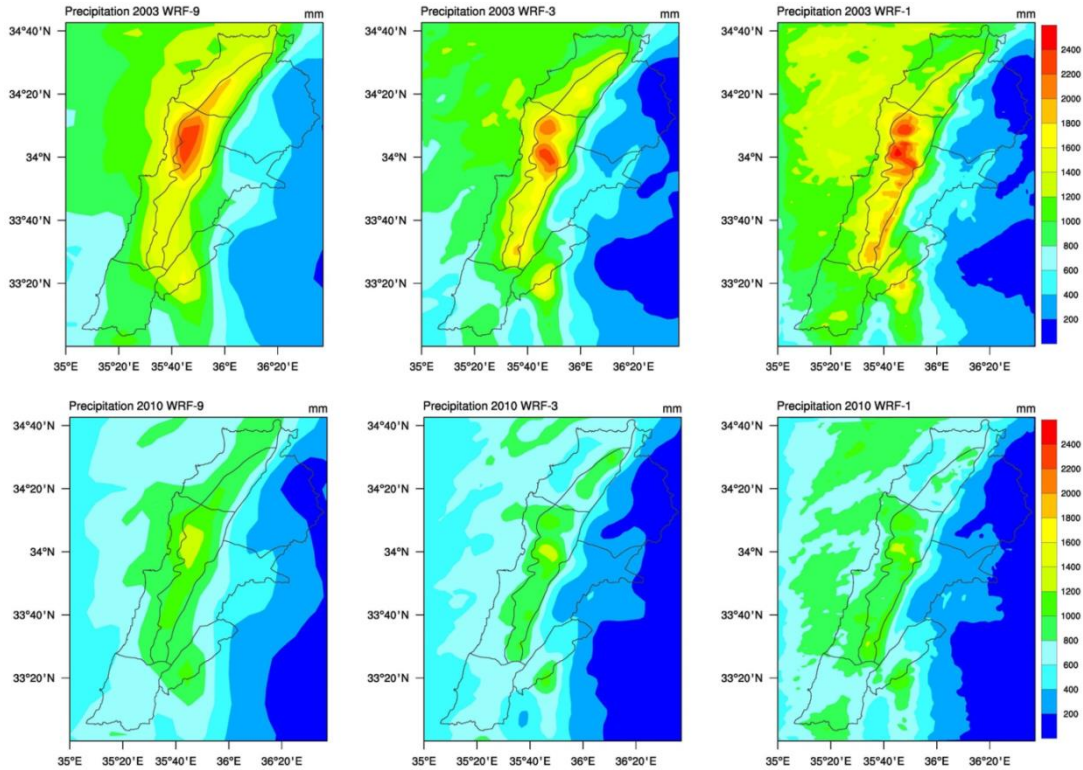 Precipitation 2003 WRF-9 mm
34°40'N
34°20'N
34°N
33°40'N
33°20'N
35°E 35°20'E 35°40'E 36°E 36°20'E
Precipitation 2003 WRF-3 mm
34°40'N
34°20'N
34°N
33°40'N
33°20'N
35°E 35°20'E 35°40'E 36°E 36°20'E
Precipitation 2003 WRF-1 mm
34°40'N
34°20'N
34°N
33°40'N
33°20'N
35°E 35°20'E 35°40'E 36°E 36°20'E
2400
2200
2000
1800
1600
1400
1200
1000
800
600
400
200
Precipitation 2010 WRF-9 mm
34°40'N
34°20'N
34°N
33°40'N
33°20'N
35°E 35°20'E 35°40'E 36°E 36°20'E
Precipitation 2010 WRF-3 mm
34°40'N
34°20'N
34°N
33°40'N
33°20'N
35°E 35°20'E 35°40'E 36°E 36°20'E
Precipitation 2010 WRF-1 mm
34°40'N
34°20'N
34°N
33°40'N
33°20'N
35°E 35°20'E 35°40'E 36°E 36°20'E
2400
2200
2000
1800
1600
1400
1200
1000
800
600
400
200